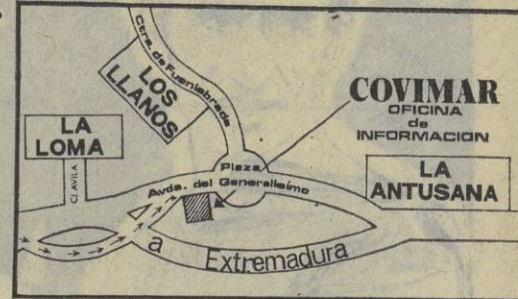 Ctra. de Fuenlabrada
LOS
LLANOS
COVIMAR
OFICINA
de
INFORMACION
LA
LOMA
C/. AVILA
Plaza
Avda. del Generalísimo
LA
ANTUSANA
a Extremadura